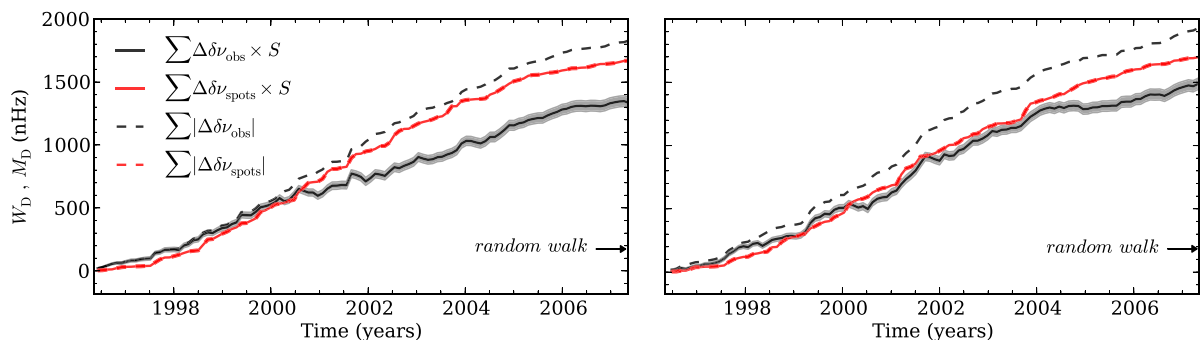 2000
1500
1000
500
0
W_D , M_D (nHz)
∑Δδν_obs × S
∑Δδν_spots × S
∑|Δδν_obs|
∑|Δδν_spots|
random walk
1998 2000 2002 2004 2006
Time (years)
random walk
1998 2000 2002 2004 2006
Time (years)